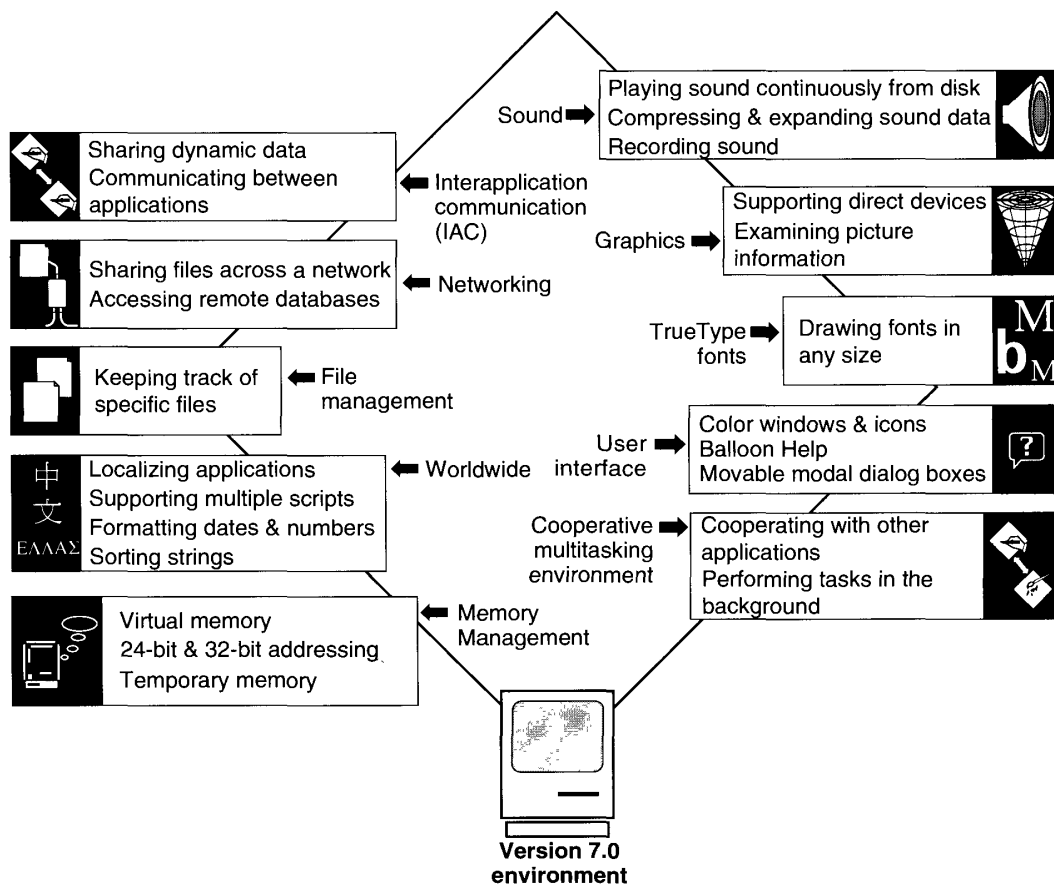 Sound
Playing sound continuously from disk
Compressing & expanding sound data
Recording sound
Sharing dynamic data
Communicating between
applications
Interapplication
communication
(IAC)
Supporting direct devices
Examining picture
information
Graphics
Sharing files across a network
Accessing remote databases
Networking
TrueType
fonts
Drawing fonts in
any size
M
b
M
Keeping track of
specific files
File
management
User
interface
Color windows & icons
Balloon Help
Movable modal dialog boxes
?
中
文
ΕΛΛΑΣ
Localizing applications
Supporting multiple scripts
Formatting dates & numbers
Sorting strings
Worldwide
Cooperative
multitasking
environment
Cooperating with other
applications
Performing tasks in the
background
Virtual memory
24-bit & 32-bit addressing
Temporary memory
Memory
Management
Version 7.0
environment